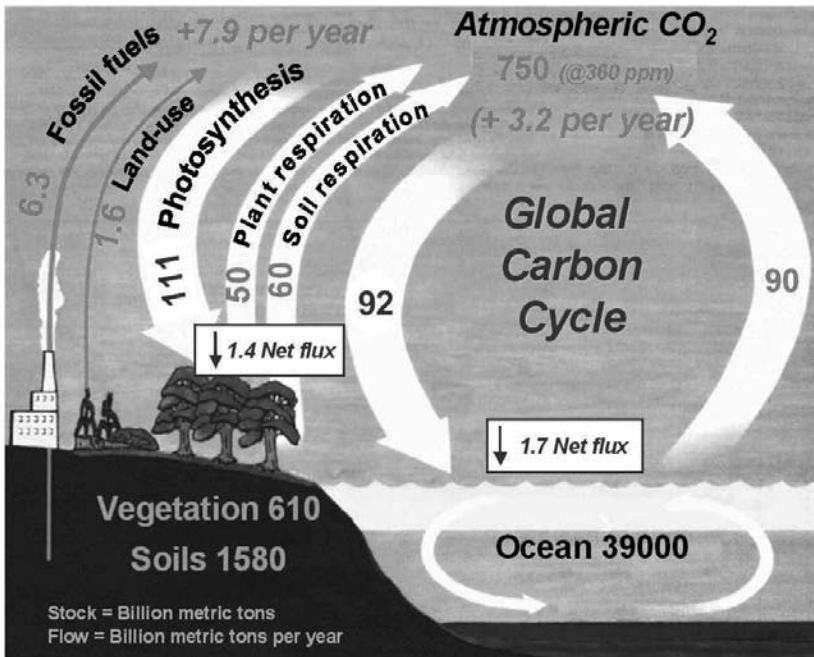 Atmospheric CO₂
750 (@360 ppm)
(+ 3.2 per year)
+7.9 per year
Fossil fuels
6.3
Land-use
1.6
Photosynthesis
111
Plant respiration
50
Soil respiration
60
↓ 1.4 Net flux
Global
Carbon
Cycle
92
90
↓ 1.7 Net flux
Vegetation 610
Soils 1580
Ocean 39000
Stock = Billion metric tons
Flow = Billion metric tons per year